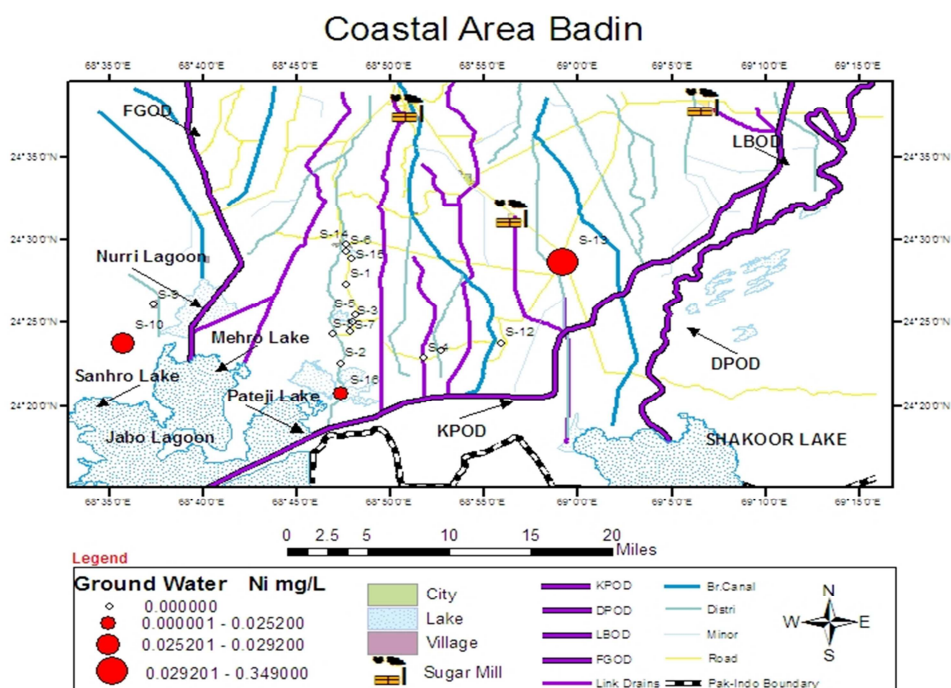 Coastal Area Badin
68°35'0"E 68°40'0"E 68°45'0"E 68°50'0"E 68°55'0"E 69°0'0"E 69°5'0"E 69°10'0"E 69°15'0"E
FGOD
LBOD
24°35'0"N 24°35'0"N
S-14 S-6
S-15
S-13
24°30'0"N 24°30'0"N
Nurri Lagoon
S-1
S-9
S-5 S-3
24°25'0"N 24°25'0"N
S-10
S-7
S-12
Mehro Lake
S-2
S-4
DPOD
Sanhro Lake
S-16
Pateji Lake
24°20'0"N 24°20'0"N
Jabo Lagoon
KPOD
SHAKOOR LAKE
68°35'0"E 68°40'0"E 68°45'0"E 68°50'0"E 68°55'0"E 69°0'0"E 69°5'0"E 69°10'0"E 69°15'0"E
0 2.5 5 10 15 20
Miles
Legend
Ground Water Ni mg/L
0.000000
0.000001 - 0.025200
0.025201 - 0.029200
0.029201 - 0.349000
City
Lake
Village
Sugar Mill
KPOD
DPOD
LBOD
FGOD
Link Drains
Br.Canal
Distri
Minor
Road
Pak-Indo Boundary
N
W E
S